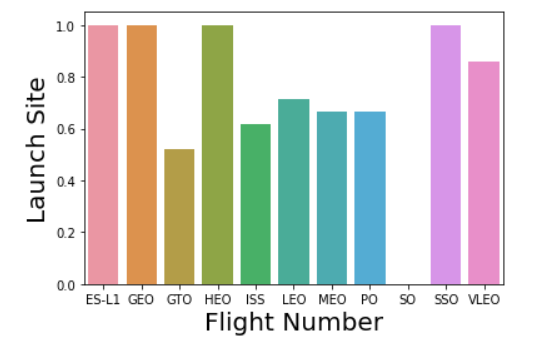 1.0
0.8
0.6
0.4
0.2
0.0
Launch Site
ES-L1 GEO GTO HEO ISS LEO MEO PO SO SSO VLEO
Flight Number